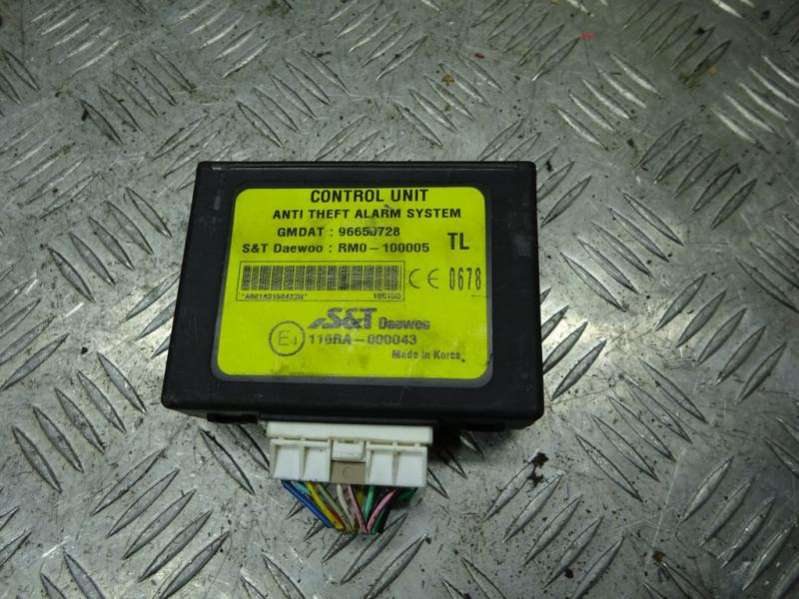 CONTROL UNIT
ANTI THEFT ALARM SYSTEM
GMDAT : 96650728
S&T Daewoo : RM0-100005 TL
CE 0678
S&T Daewoo
116RA-000043
Made in Korea